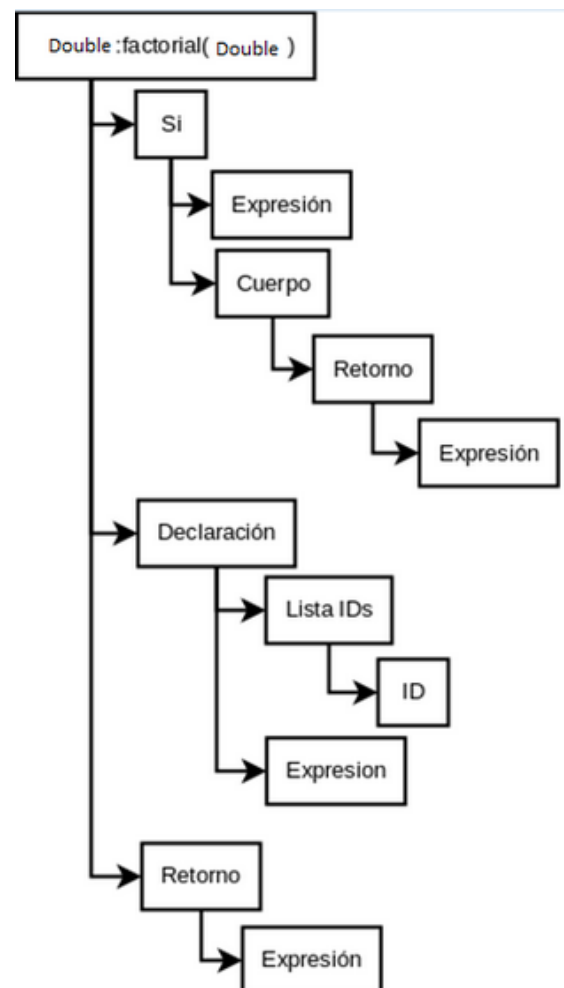 Double :factorial( Double )
Si
Expresión
Cuerpo
Retorno
Expresión
Declaración
Lista IDs
ID
Expresion
Retorno
Expresión